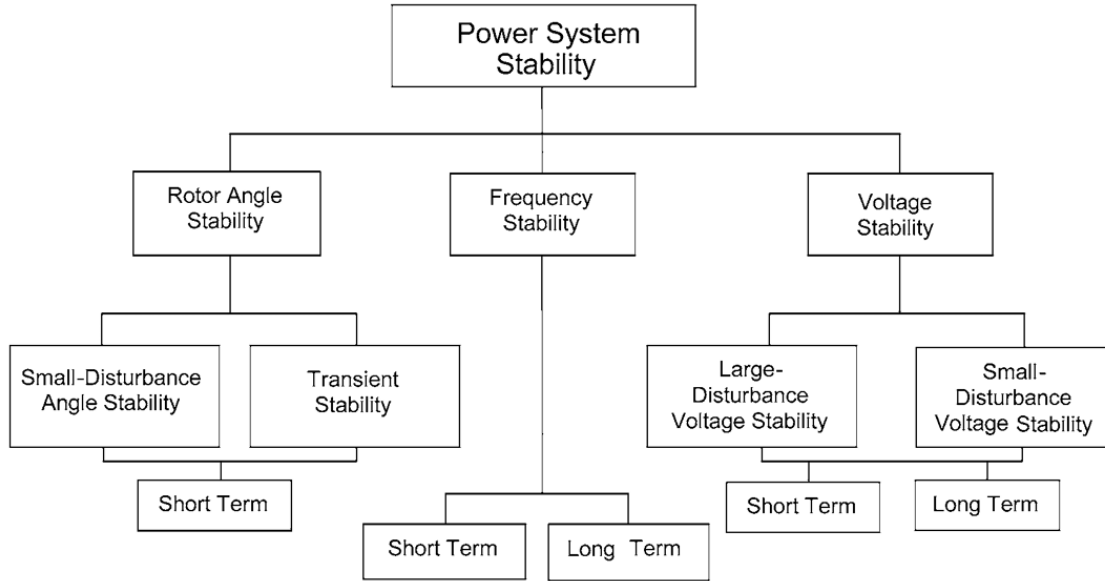 Power System
Stability
Rotor Angle
Stability
Frequency
Stability
Voltage
Stability
Small-Disturbance
Angle Stability
Transient
Stability
Large-
Disturbance
Voltage Stability
Small-
Disturbance
Voltage Stability
Short Term
Short Term
Long Term
Short Term
Long Term